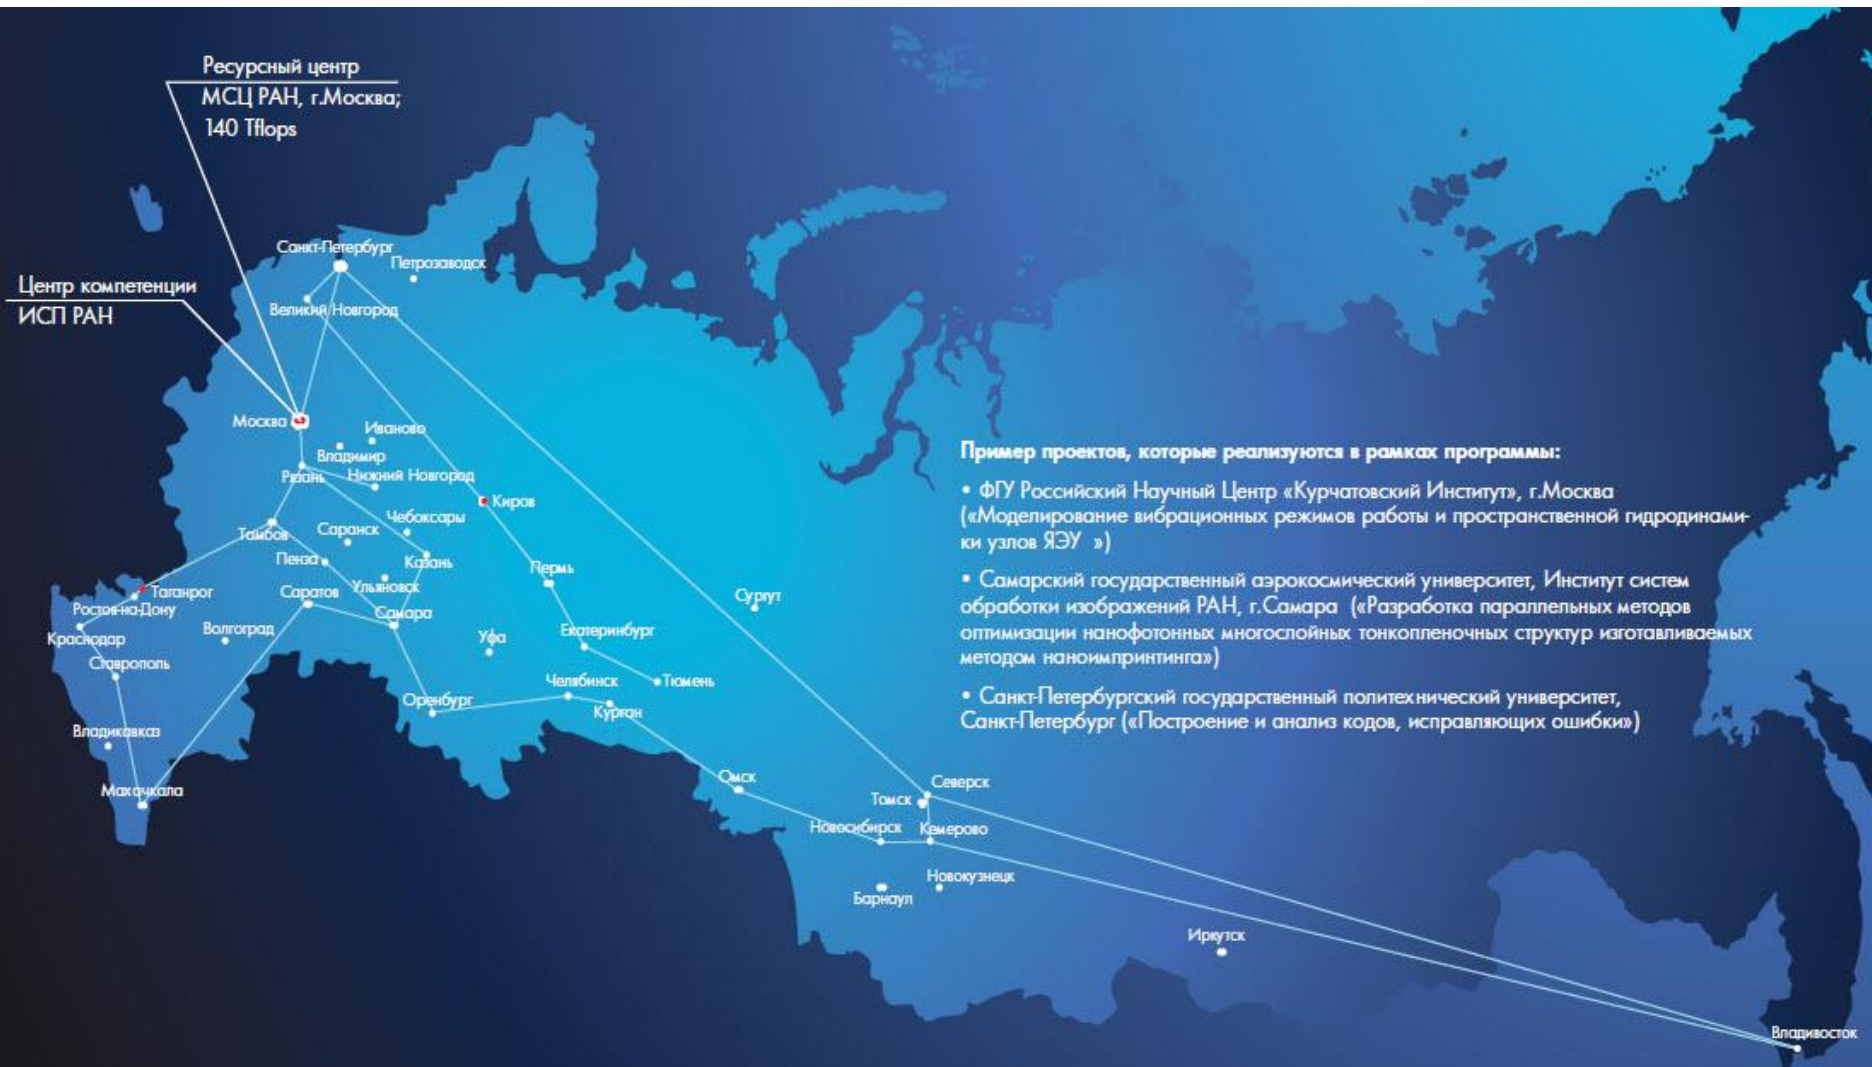 Ресурсный центр
МСЦ РАН, г.Москва;
140 Tflops
Центр компетенции
ИСП РАН
Санкт-Петербург
Петрозаводск
Великий Новгород
Москва
Иваново
Владимир
Рязань
Нижний Новгород
Киров
Чебоксары
Саранск
Тамбов
Пенза
Казань
Пермь
Ульяновск
Таганрог
Саратов
Ростов-на-Дону
Самара
Сургут
Волгоград
Краснодар
Уфа
Екатеринбург
Ставрополь
Челябинск
Тюмень
Оренбург
Курган
Владикавказ
Махачкала
Омск
Северск
Томск
Новосибирск
Кемерово
Новокузнецк
Барнаул
Иркутск
Владивосток
Пример проектов, которые реализуются в рамках программы:
• ФГУ Российский Научный Центр «Курчатовский Институт», г.Москва
(«Моделирование вибрационных режимов работы и пространственной гидродинами-
ки узлов ЯЭУ »)
• Самарский государственный аэрокосмический университет, Институт систем
обработки изображений РАН, г.Самара («Разработка параллельных методов
оптимизации нанофотонных многослойных тонкопленочных структур изготавливаемых
методом наноимпринтинга»)
• Санкт-Петербургский государственный политехнический университет,
Санкт-Петербург («Построение и анализ кодов, исправляющих ошибки»)